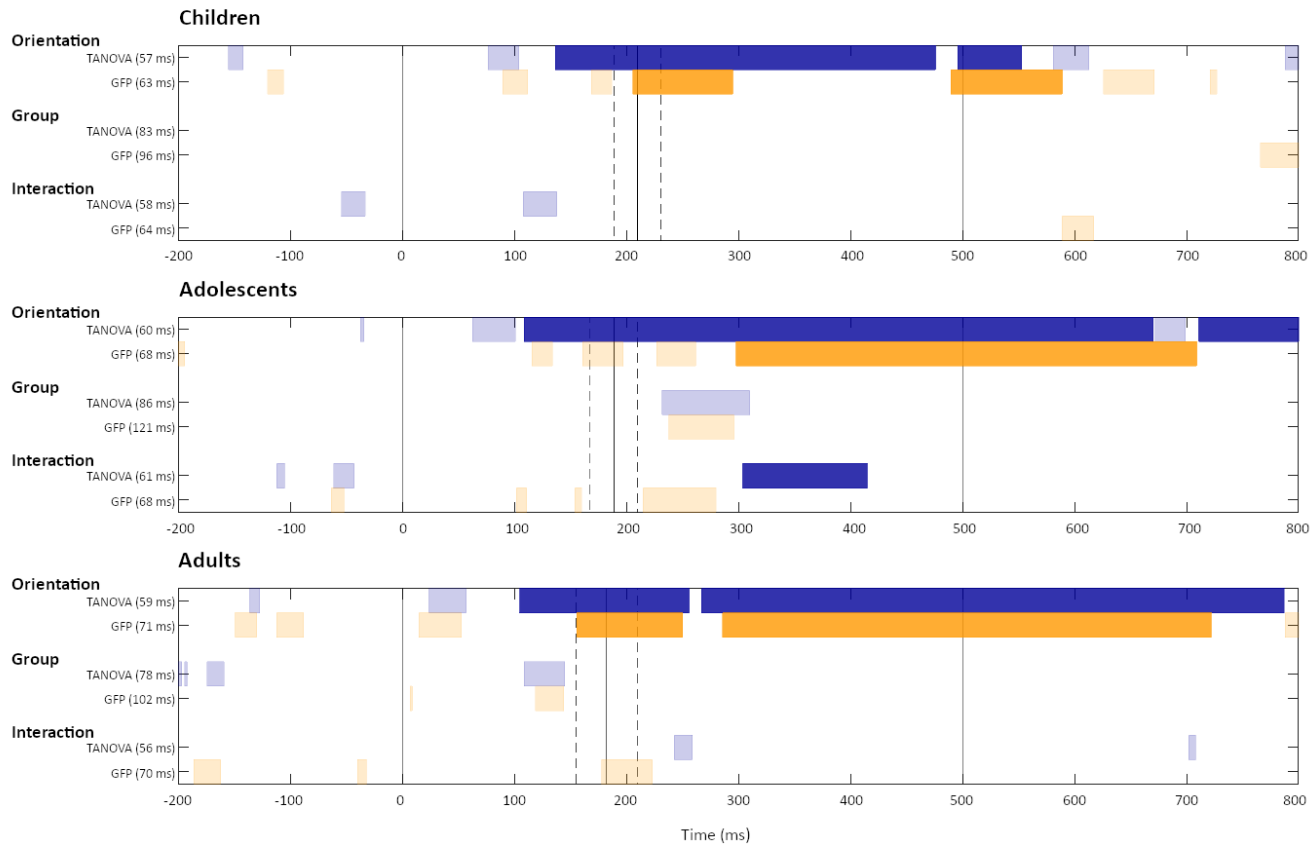 Children
Orientation
TANOVA (57 ms)
GFP (63 ms)
Group
TANOVA (83 ms)
GFP (96 ms)
Interaction
TANOVA (58 ms)
GFP (64 ms)
-200 -100 0 100 200 300 400 500 600 700 800
Adolescents
Orientation
TANOVA (60 ms)
GFP (68 ms)
Group
TANOVA (86 ms)
GFP (121 ms)
Interaction
TANOVA (61 ms)
GFP (68 ms)
-200 -100 0 100 200 300 400 500 600 700 800
Adults
Orientation
TANOVA (59 ms)
GFP (71 ms)
Group
TANOVA (78 ms)
GFP (102 ms)
Interaction
TANOVA (56 ms)
GFP (70 ms)
-200 -100 0 100 200 300 400 500 600 700 800
Time (ms)